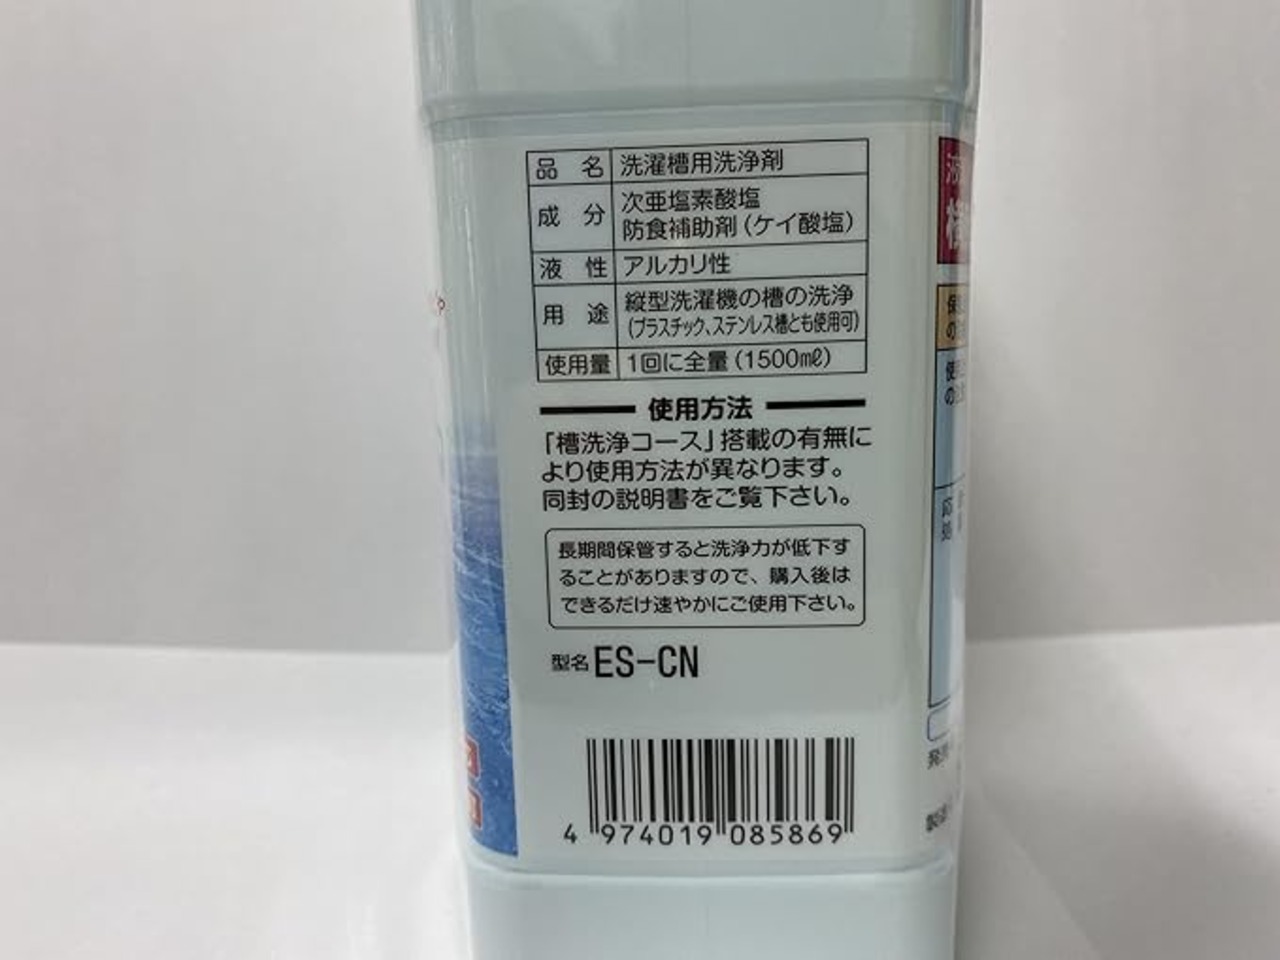 品名 洗濯槽用洗浄剤
成分 次亜塩素酸塩
防食補助剤（ケイ酸塩）
液性 アルカリ性
用途 縦型洗濯機の槽の洗浄
（プラスチック、ステンレス槽とも使用可）
使用量 1回に全量（1500㎖）
使用方法
「槽洗浄コース」搭載の有無に
より使用方法が異なります。
同封の説明書をご覧下さい。
長期間保管すると洗浄力が低下す
ることがありますので、購入後は
できるだけ速やかにご使用下さい。
型名 ES-CN
4 974019 085869